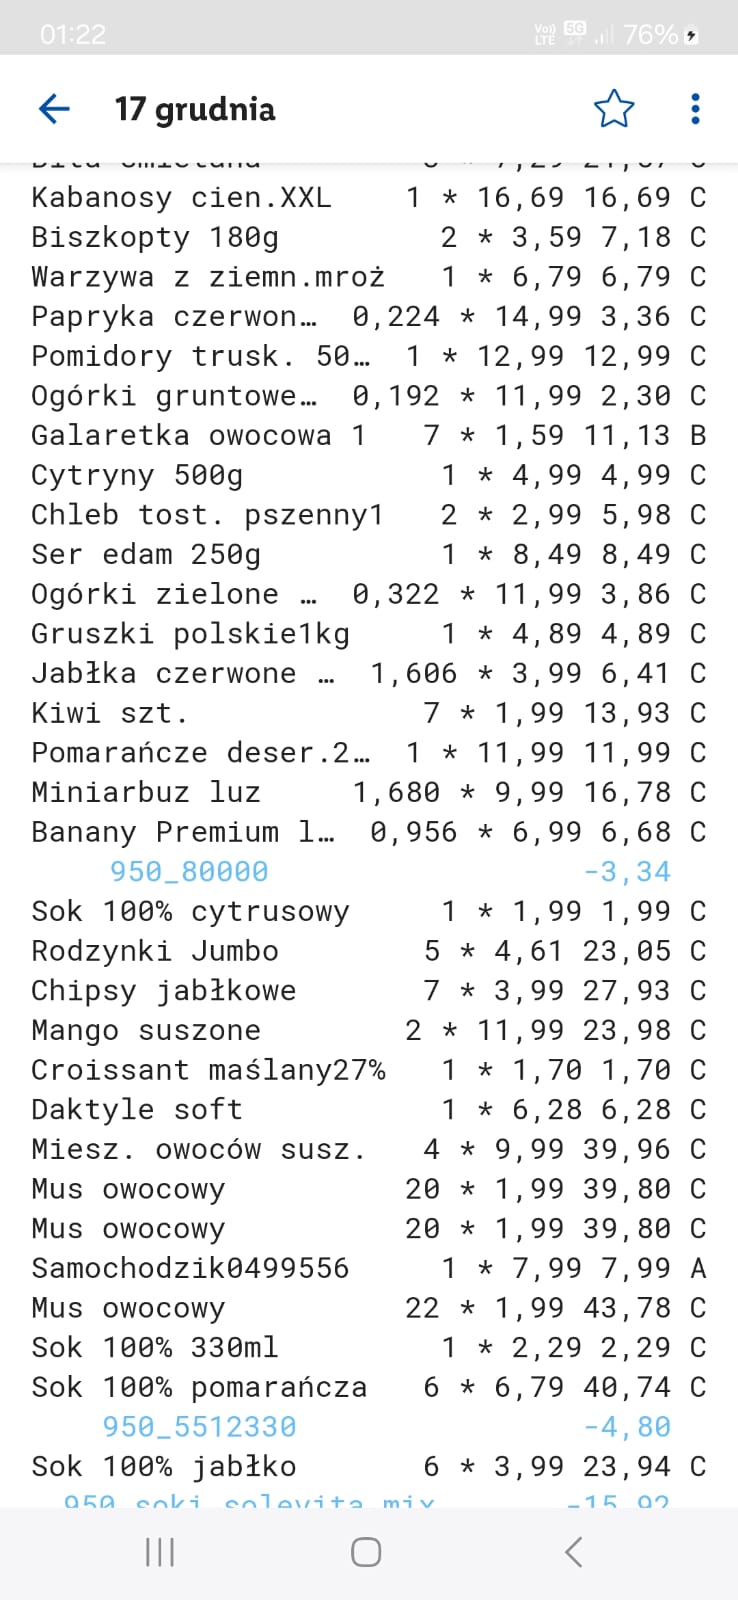 01:22
Vo)) LTE 5G 76%
17 grudnia
Bita śmietana 3 * 7,29 21,87 C
Kabanosy cien.XXL 1 * 16,69 16,69 C
Biszkopty 180g 2 * 3,59 7,18 C
Warzywa z ziemn.mroż 1 * 6,79 6,79 C
Papryka czerwon… 0,224 * 14,99 3,36 C
Pomidory trusk. 50… 1 * 12,99 12,99 C
Ogórki gruntowe… 0,192 * 11,99 2,30 C
Galaretka owocowa 1 7 * 1,59 11,13 B
Cytryny 500g 1 * 4,99 4,99 C
Chleb tost. pszenny1 2 * 2,99 5,98 C
Ser edam 250g 1 * 8,49 8,49 C
Ogórki zielone … 0,322 * 11,99 3,86 C
Gruszki polskie1kg 1 * 4,89 4,89 C
Jabłka czerwone … 1,606 * 3,99 6,41 C
Kiwi szt. 7 * 1,99 13,93 C
Pomarańcze deser.2… 1 * 11,99 11,99 C
Miniarbuz luz 1,680 * 9,99 16,78 C
Banany Premium l… 0,956 * 6,99 6,68 C
950_80000 -3,34
Sok 100% cytrusowy 1 * 1,99 1,99 C
Rodzynki Jumbo 5 * 4,61 23,05 C
Chipsy jabłkowe 7 * 3,99 27,93 C
Mango suszone 2 * 11,99 23,98 C
Croissant maślany27% 1 * 1,70 1,70 C
Daktyle soft 1 * 6,28 6,28 C
Miesz. owoców susz. 4 * 9,99 39,96 C
Mus owocowy 20 * 1,99 39,80 C
Mus owocowy 20 * 1,99 39,80 C
Samochodzik0499556 1 * 7,99 7,99 A
Mus owocowy 22 * 1,99 43,78 C
Sok 100% 330ml 1 * 2,29 2,29 C
Sok 100% pomarańcza 6 * 6,79 40,74 C
950_5512330 -4,80
Sok 100% jabłko 6 * 3,99 23,94 C
950_soki solevita mix -15,92